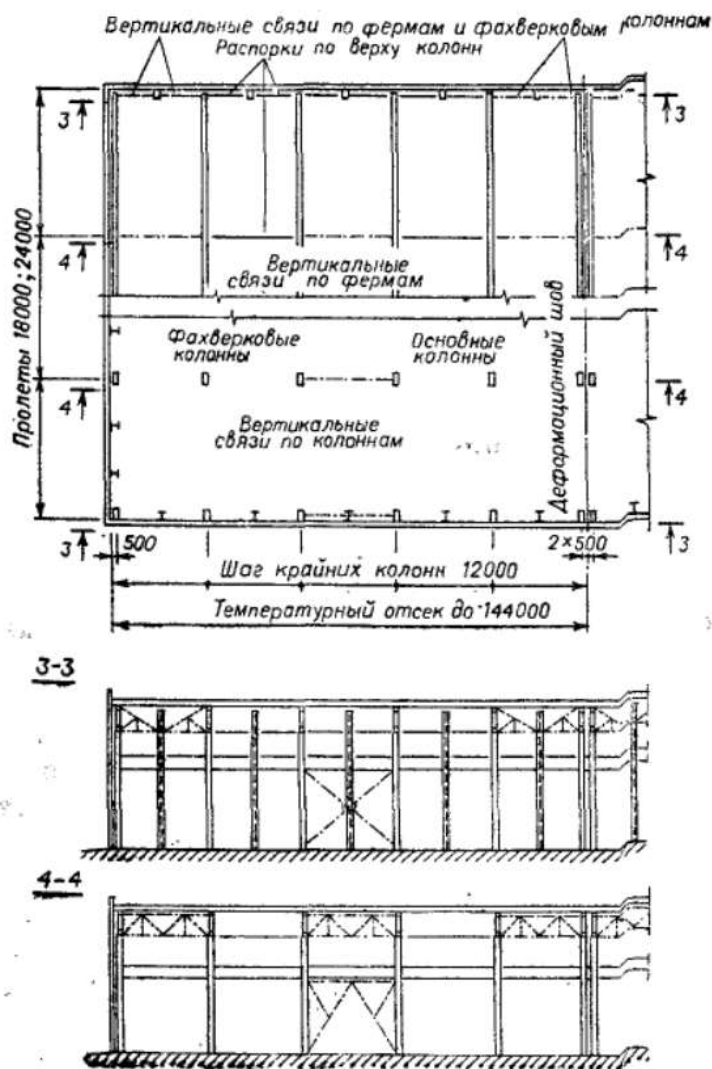 Вертикальные связи по фермам и фахверковым колоннам
Распорки по верху колонн
3
3
4
4
Вертикальные
связи по фермам
Фахверковые
колонны
Основные
колонны
Деформационный шов
Пролеты 18000; 24000
4
4
Вертикальные
связи по колоннам
3
500
2×500
3
Шаг крайних колонн 12000
Температурный отсек до 144000
3-3
4-4